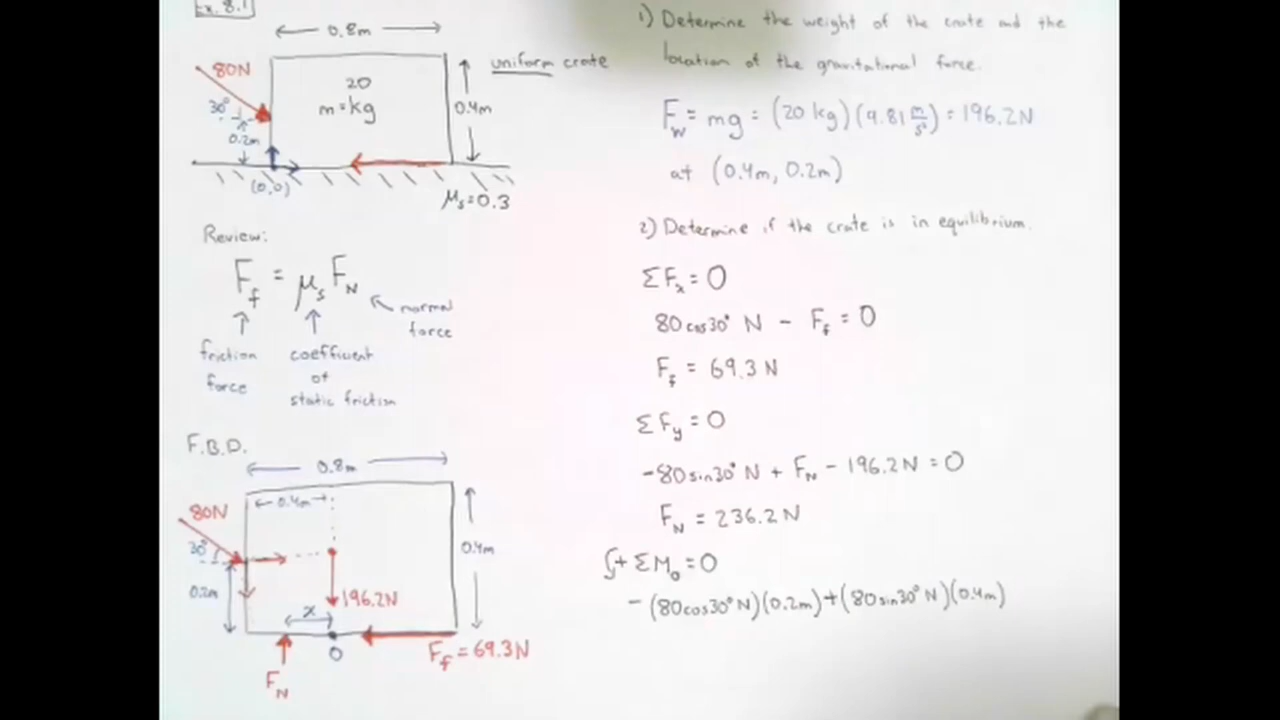 Ex. 8.1
0.8m
80N
30°
0.2m
(0,0)
20
m = kg
0.4m
uniform crate
μs = 0.3
Review:
Ff = μs FN
friction force
coefficient of static friction
normal force
F.B.D.
0.8m
0.4m
80N
30°
0.2m
0.4m
196.2N
x
O
FN
Ff = 69.3N
1) Determine the weight of the crate and the
location of the gravitational force.
Fw = mg = (20 kg)(9.81 m/s²) = 196.2N
at (0.4m, 0.2m)
2) Determine if the crate is in equilibrium.
ΣFx = 0
80cos30° N - Ff = 0
Ff = 69.3 N
ΣFy = 0
-80sin30° N + FN - 196.2N = 0
FN = 236.2N
+ ΣMo = 0
- (80cos30° N)(0.2m) + (80sin30° N)(0.4m)